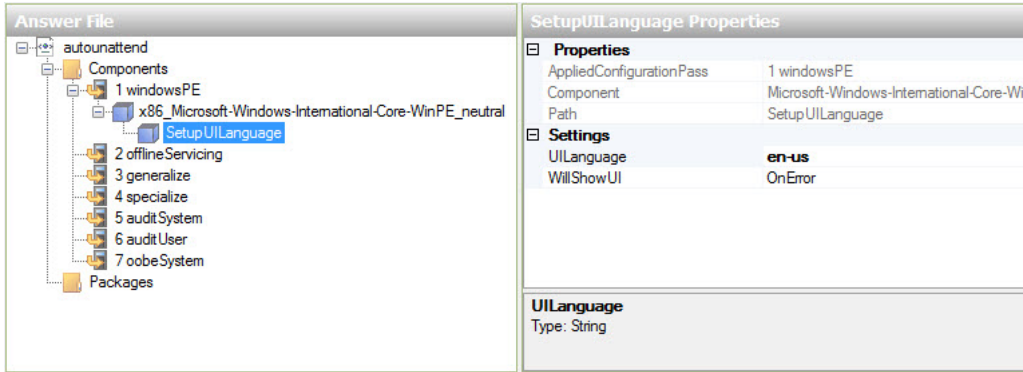 Answer File
autounattend
Components
1 windowsPE
x86_Microsoft-Windows-International-Core-WinPE_neutral
SetupUILanguage
2 offlineServicing
3 generalize
4 specialize
5 auditSystem
6 auditUser
7 oobeSystem
Packages
SetupUILanguage Properties
Properties
AppliedConfigurationPass 1 windowsPE
Component Microsoft-Windows-International-Core-Wi
Path SetupUILanguage
Settings
UILanguage en-us
WillShowUI OnError
UILanguage
Type: String